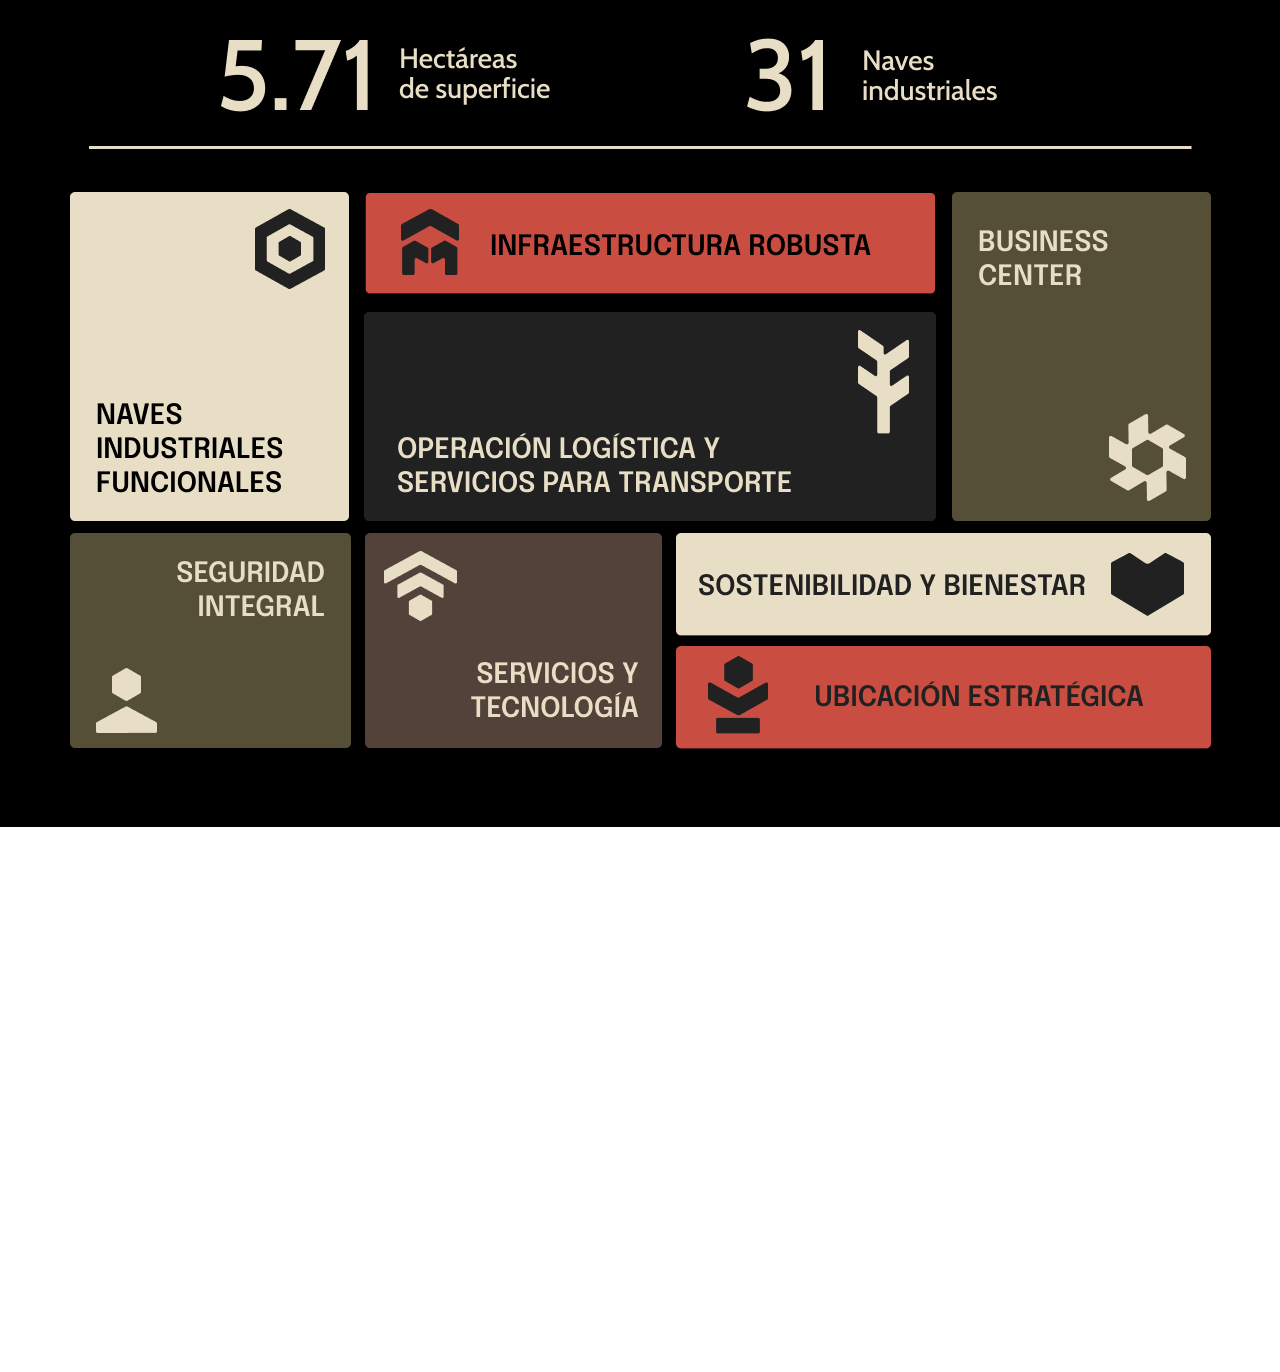 5.71
Hectáreas
de superficie
31
Naves
industriales
NAVES
INDUSTRIALES
FUNCIONALES
INFRAESTRUCTURA ROBUSTA
OPERACIÓN LOGÍSTICA Y
SERVICIOS PARA TRANSPORTE
BUSINESS
CENTER
SEGURIDAD
INTEGRAL
SERVICIOS Y
TECNOLOGÍA
SOSTENIBILIDAD Y BIENESTAR
UBICACIÓN ESTRATÉGICA